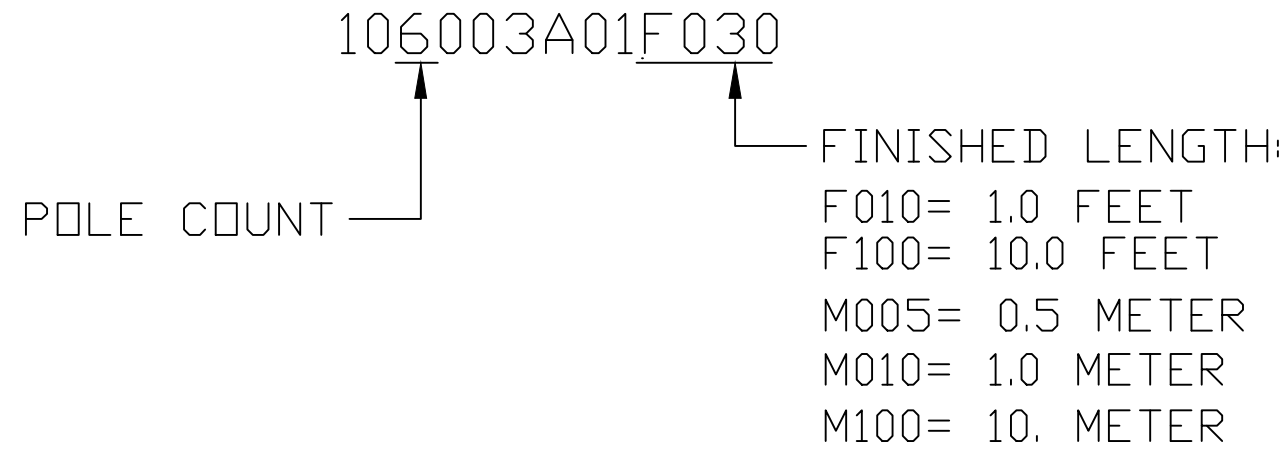 106003A01F030
FINISHED LENGTH:
POLE COUNT
F010= 1.0 FEET
F100= 10.0 FEET
M005= 0.5 METER
M010= 1.0 METER
M100= 10. METER